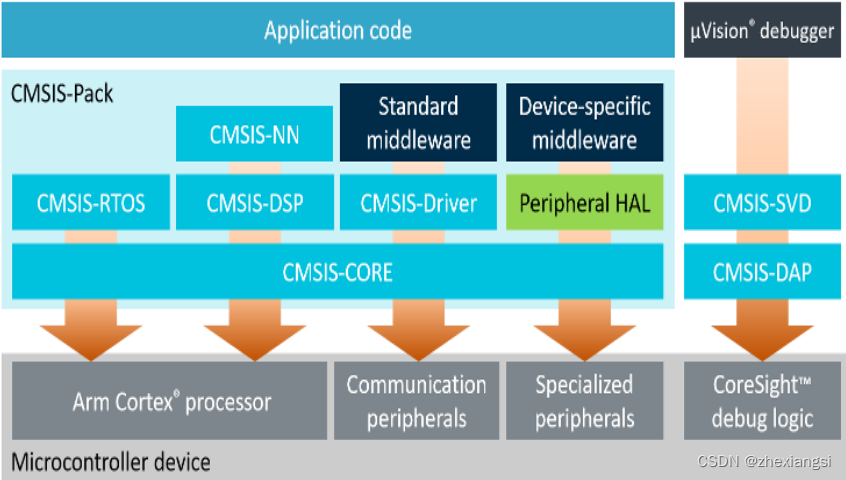 Application code
µVision® debugger
CMSIS-Pack
CMSIS-NN
Standard
middleware
Device-specific
middleware
CMSIS-RTOS
CMSIS-DSP
CMSIS-Driver
Peripheral HAL
CMSIS-SVD
CMSIS-CORE
CMSIS-DAP
Arm Cortex® processor
Communication
peripherals
Specialized
peripherals
CoreSight™
debug logic
Microcontroller device
CSDN @zhexiangsi